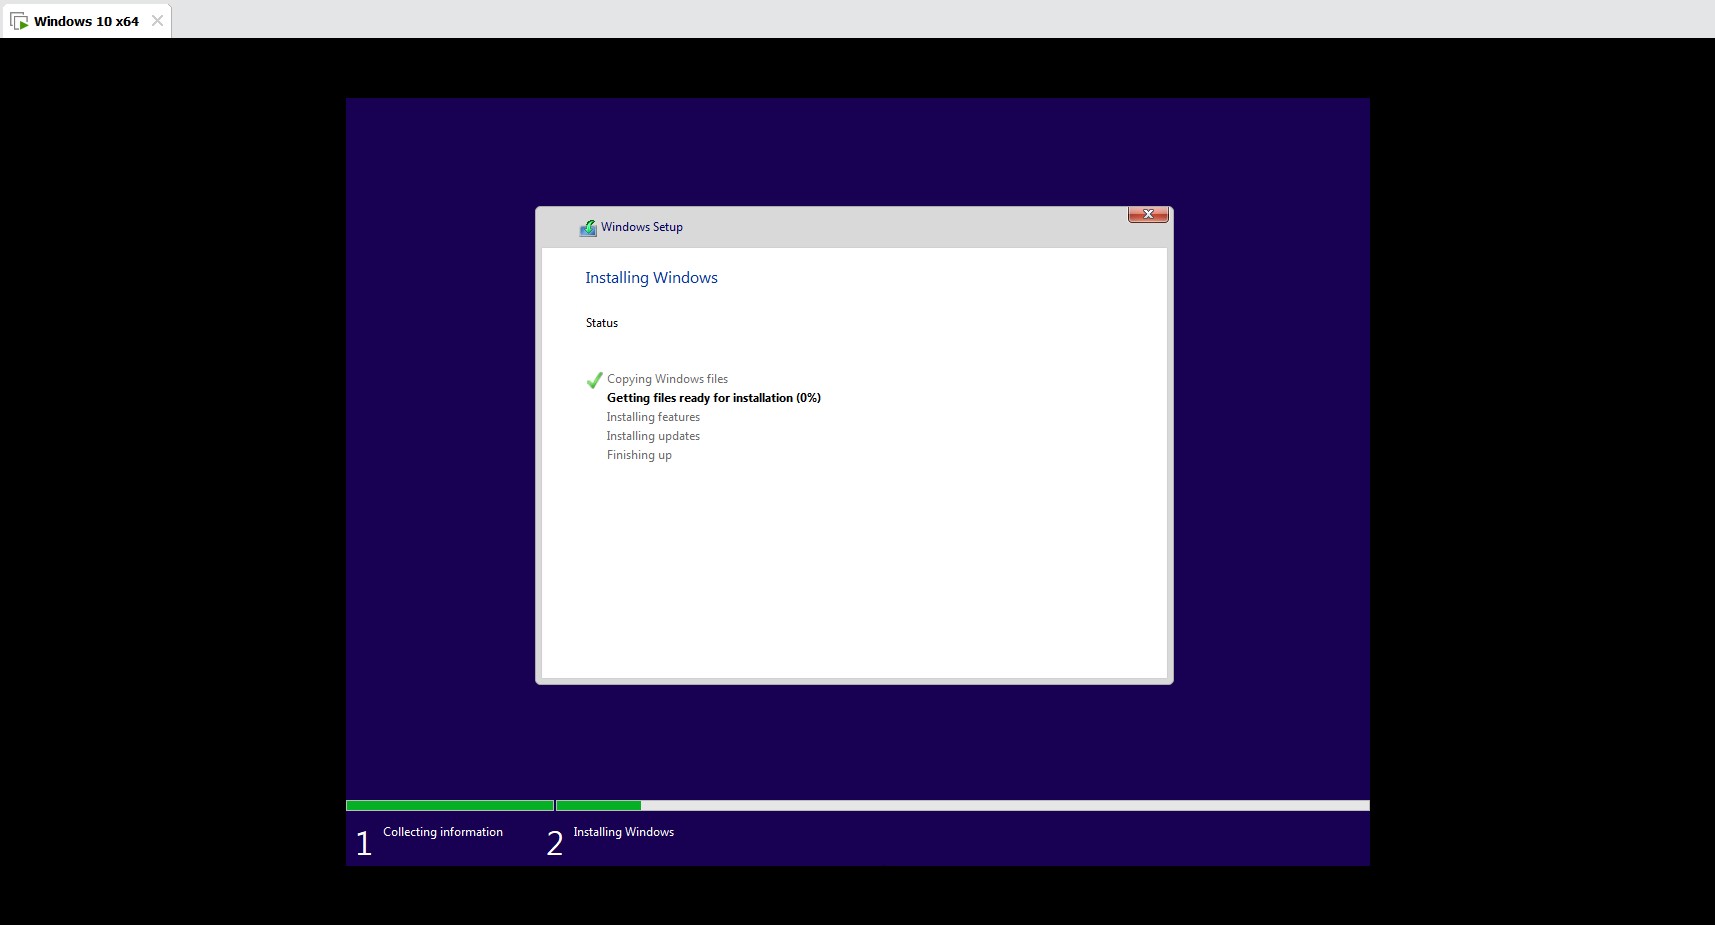 Windows 10 x64
Windows Setup
Installing Windows
Status
Copying Windows files
Getting files ready for installation (0%)
Installing features
Installing updates
Finishing up
1 Collecting information
2 Installing Windows